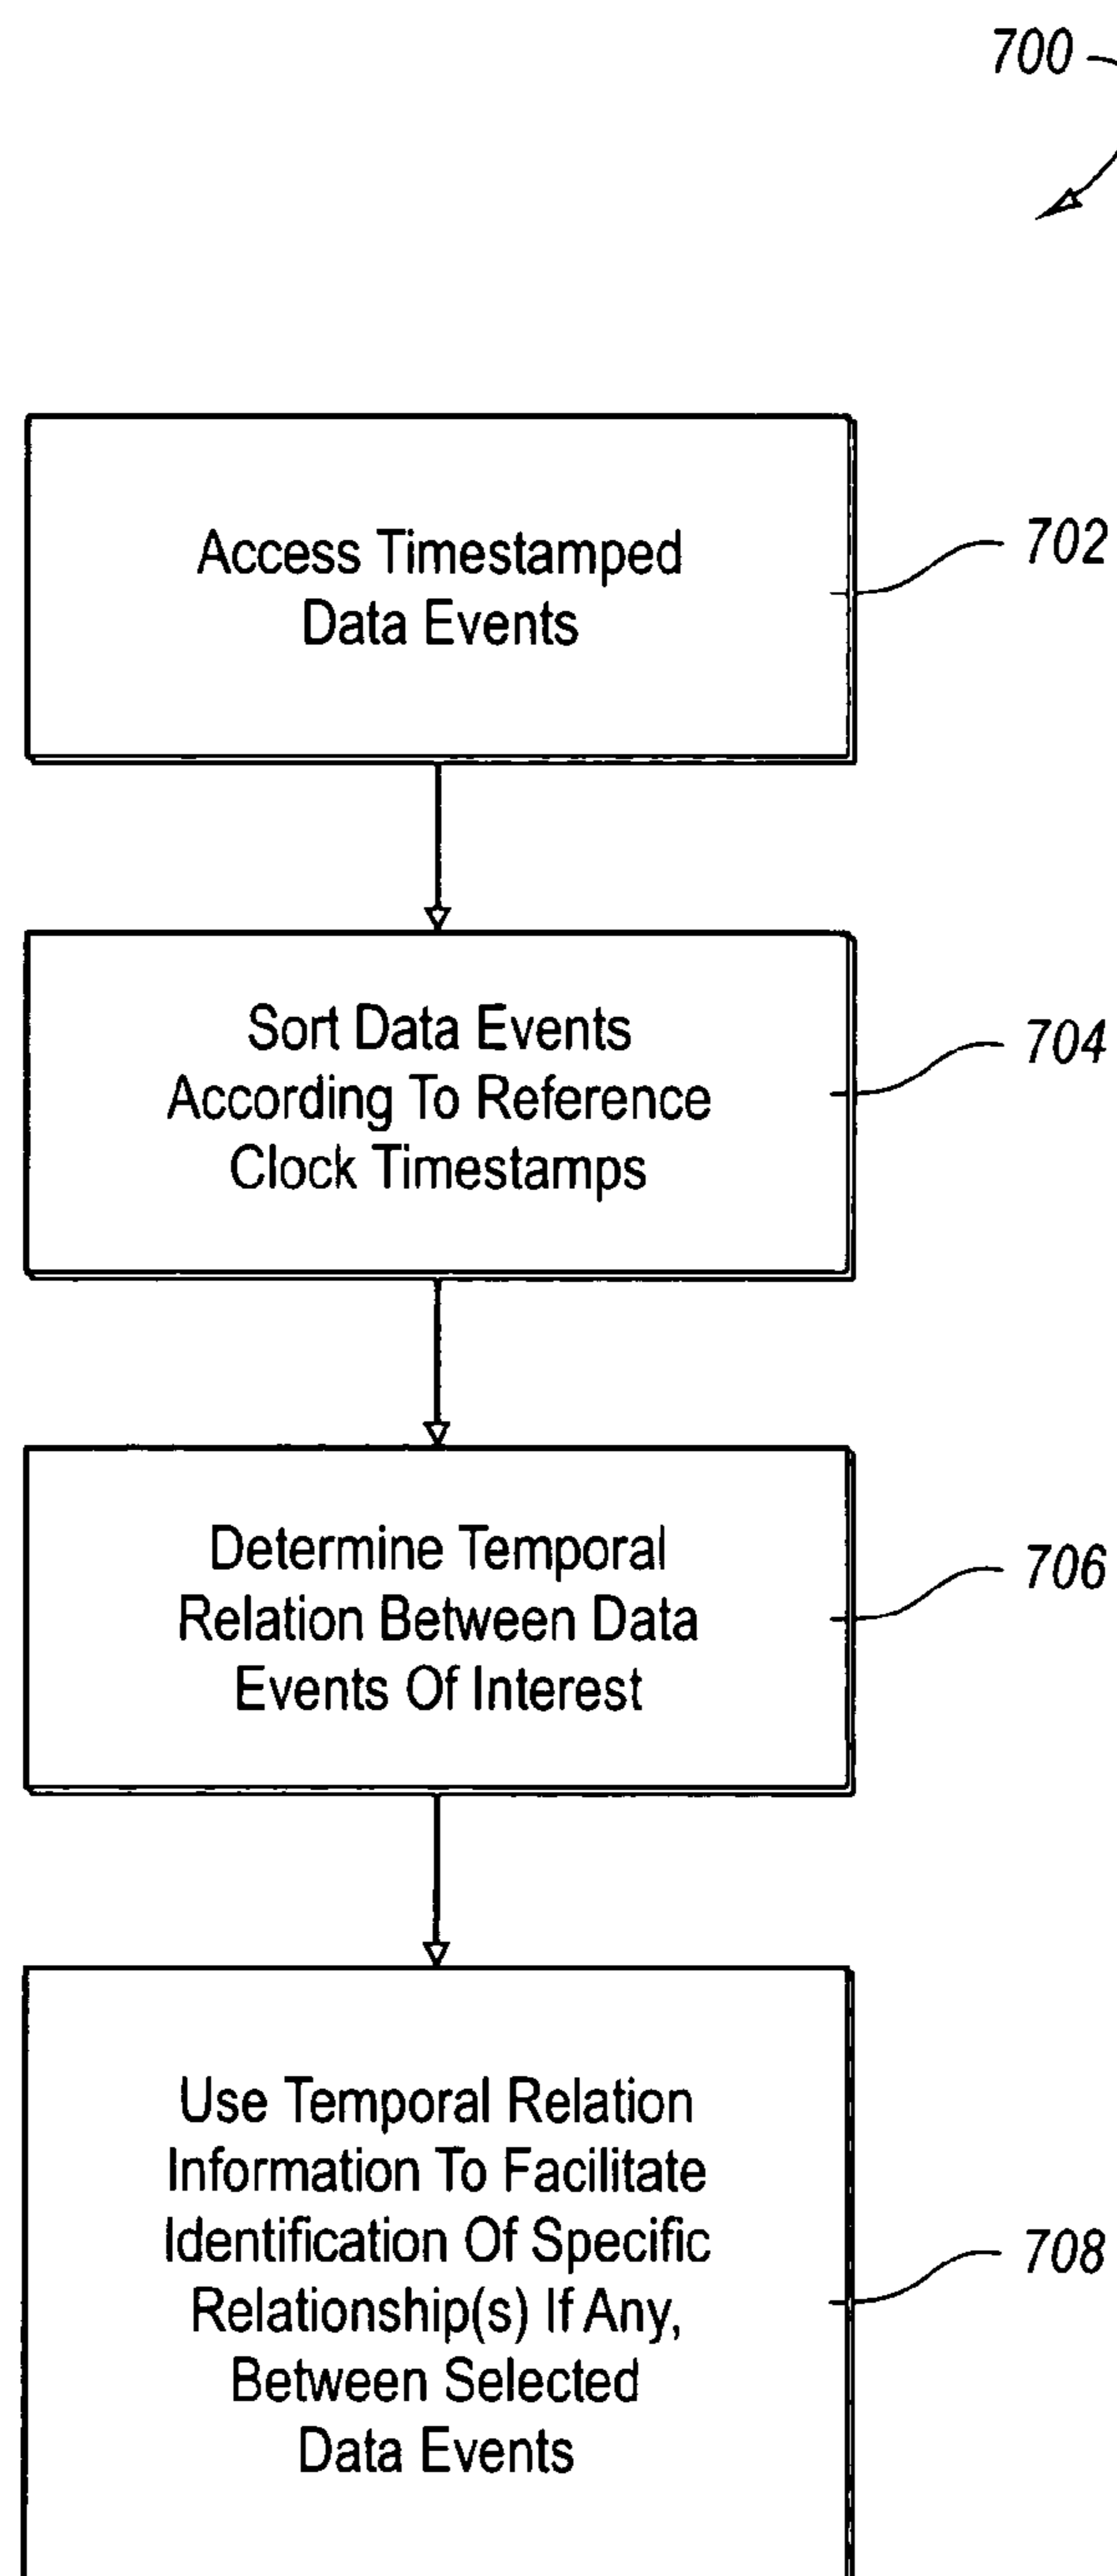 700
Access Timestamped
Data Events
702
Sort Data Events
According To Reference
Clock Timestamps
704
Determine Temporal
Relation Between Data
Events Of Interest
706
Use Temporal Relation
Information To Facilitate
Identification Of Specific
Relationship(s) If Any,
Between Selected
Data Events
708